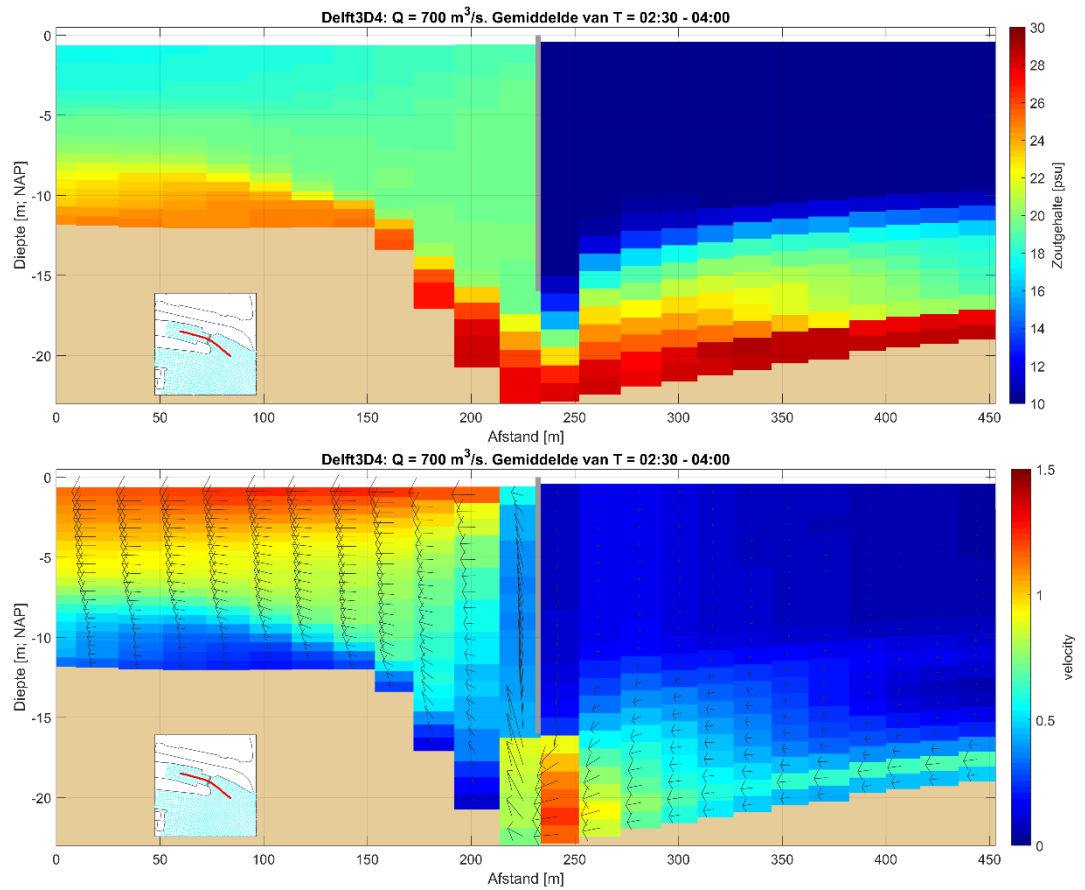 Delft3D4: Q = 700 m³/s. Gemiddelde van T = 02:30 - 04:00
0
-5
-10
-15
-20
Diepte [m; NAP]
0 50 100 150 200 250 300 350 400 450
Afstand [m]
30
28
26
24
22
20
18
16
14
12
10
Zoutgehalte [psu]
Delft3D4: Q = 700 m³/s. Gemiddelde van T = 02:30 - 04:00
0
-5
-10
-15
-20
Diepte [m; NAP]
0 50 100 150 200 250 300 350 400 450
Afstand [m]
1.5
1
0.5
0
velocity